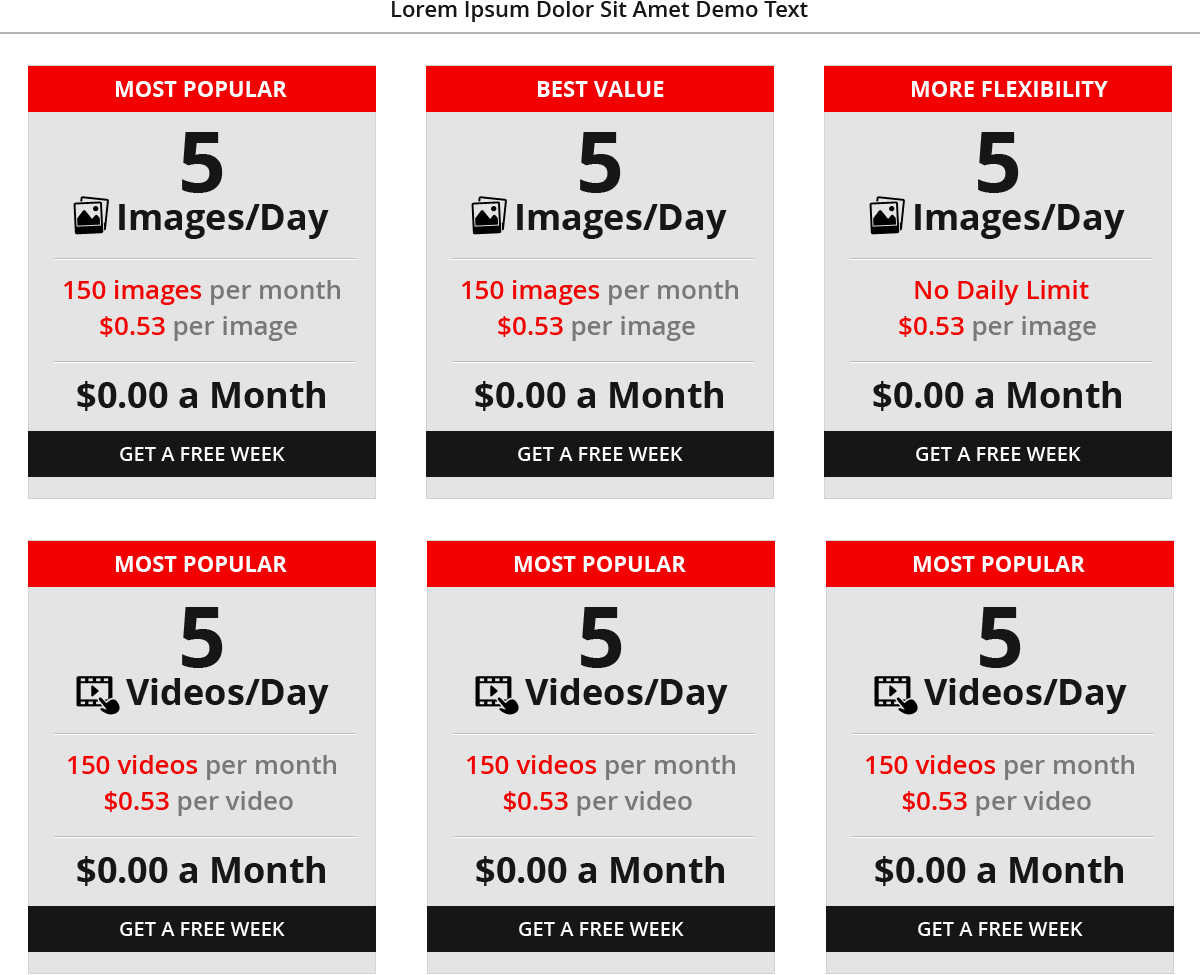 Lorem Ipsum Dolor Sit Amet Demo Text
MOST POPULAR
5
Images/Day
150 images per month
$0.53 per image
$0.00 a Month
GET A FREE WEEK
BEST VALUE
5
Images/Day
150 images per month
$0.53 per image
$0.00 a Month
GET A FREE WEEK
MORE FLEXIBILITY
5
Images/Day
No Daily Limit
$0.53 per image
$0.00 a Month
GET A FREE WEEK
MOST POPULAR
5
Videos/Day
150 videos per month
$0.53 per video
$0.00 a Month
GET A FREE WEEK
MOST POPULAR
5
Videos/Day
150 videos per month
$0.53 per video
$0.00 a Month
GET A FREE WEEK
MOST POPULAR
5
Videos/Day
150 videos per month
$0.53 per video
$0.00 a Month
GET A FREE WEEK